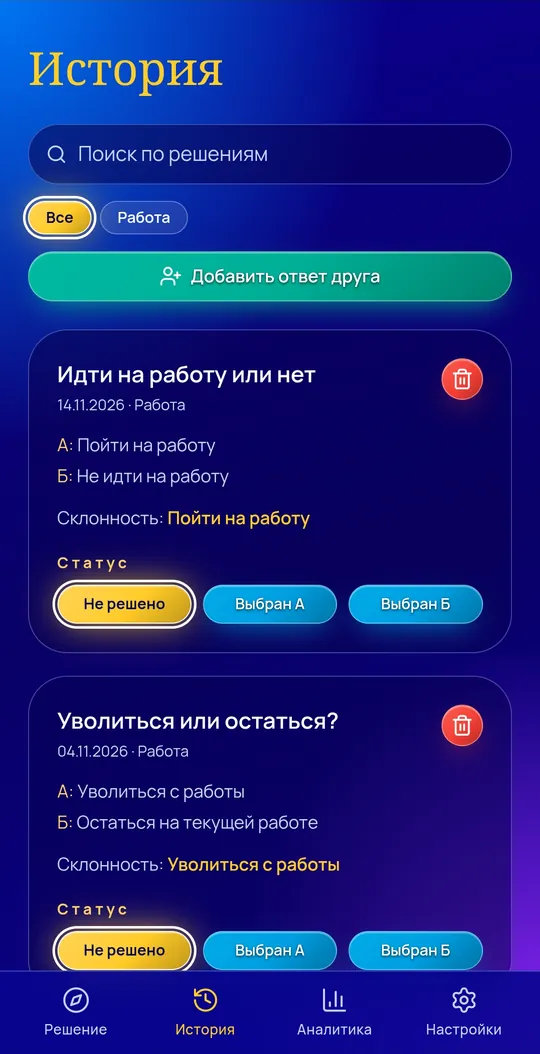 История
Поиск по решениям
Все Работа
Добавить ответ друга
Идти на работу или нет
14.11.2026 · Работа
А: Пойти на работу
Б: Не идти на работу
Склонность: Пойти на работу
Статус
Не решено Выбран А Выбран Б
Уволиться или остаться?
04.11.2026 · Работа
А: Уволиться с работы
Б: Остаться на текущей работе
Склонность: Уволиться с работы
Статус
Не решено Выбран А Выбран Б
Решение История Аналитика Настройки